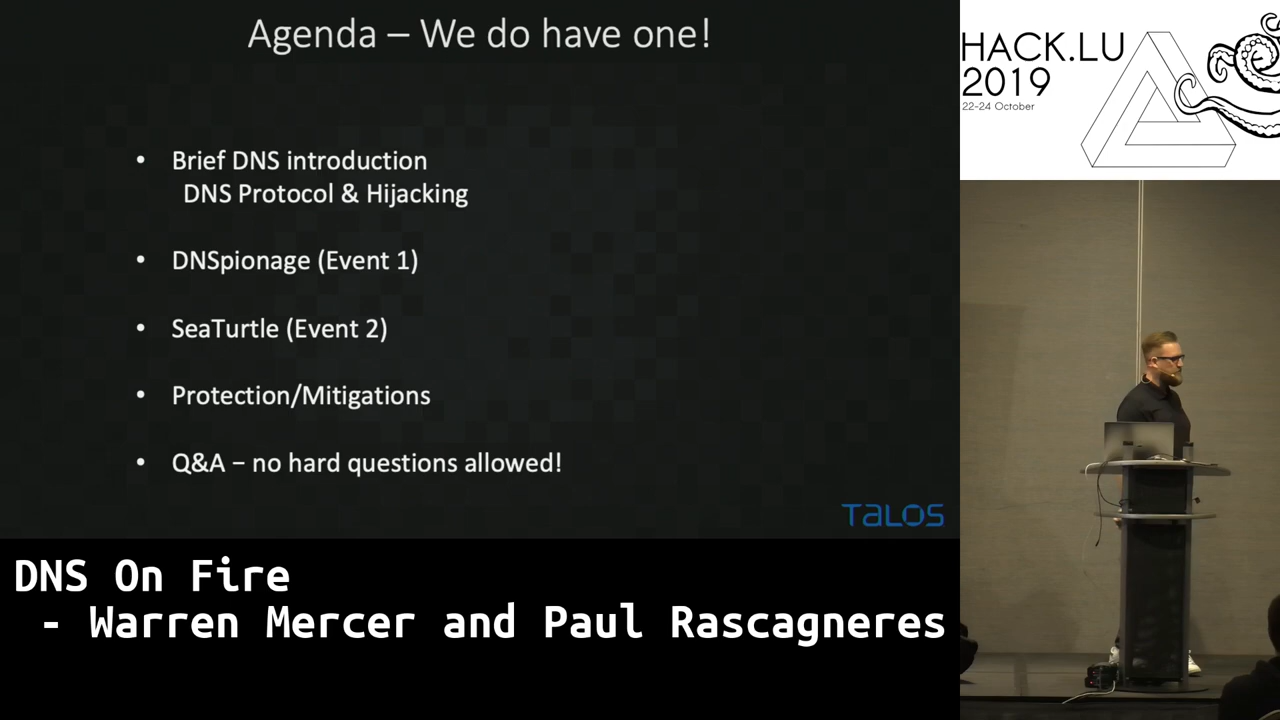 Agenda – We do have one!
• Brief DNS introduction
DNS Protocol & Hijacking
• DNSpionage (Event 1)
• SeaTurtle (Event 2)
• Protection/Mitigations
• Q&A – no hard questions allowed!
TALOS
HACK.LU
2019
22-24 October
DNS On Fire
- Warren Mercer and Paul Rascagneres